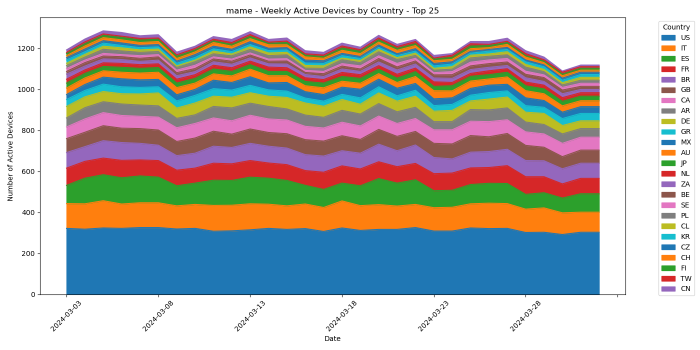 mame - Weekly Active Devices by Country - Top 25
Number of Active Devices
1200
1000
800
600
400
200
0
2024-03-03
2024-03-08
2024-03-13
2024-03-18
2024-03-23
2024-03-28
Date
Country
US
IT
ES
FR
BR
GB
CA
AR
DE
GR
MX
AU
JP
NL
ZA
BE
SE
PL
CL
KR
CZ
CH
FI
TW
CN